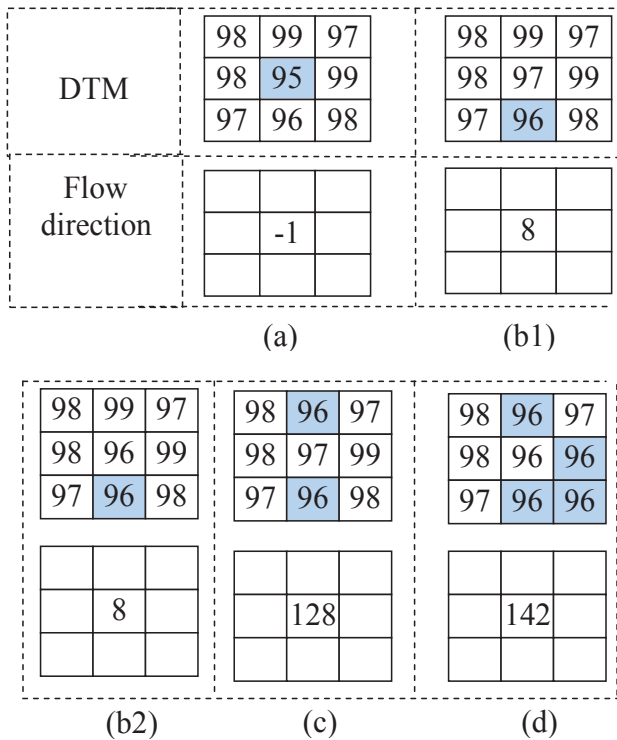 DTM
98 99 97
98 95 99
97 96 98
98 99 97
98 97 99
97 96 98
Flow
direction
-1
8
(a)
(b1)
98 99 97
98 96 99
97 96 98
98 96 97
98 97 99
97 96 98
98 96 97
98 96 96
97 96 96
8
128
142
(b2)
(c)
(d)